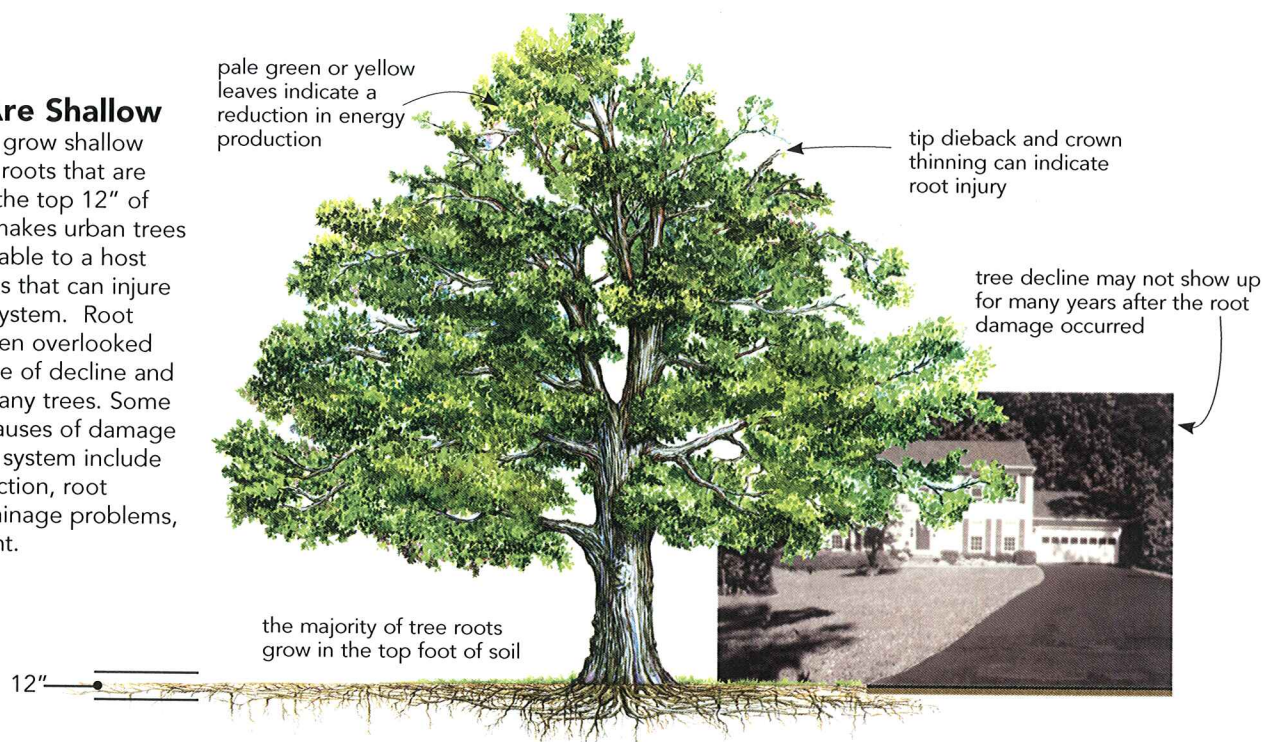 Are Shallow
grow shallow
roots that are
the top 12" of
makes urban trees
able to a host
s that can injure
ystem. Root
en overlooked
e of decline and
any trees. Some
auses of damage
system include
ction, root
ainage problems,
nt.
pale green or yellow
leaves indicate a
reduction in energy
production
tip dieback and crown
thinning can indicate
root injury
tree decline may not show up
for many years after the root
damage occurred
the majority of tree roots
grow in the top foot of soil
12"